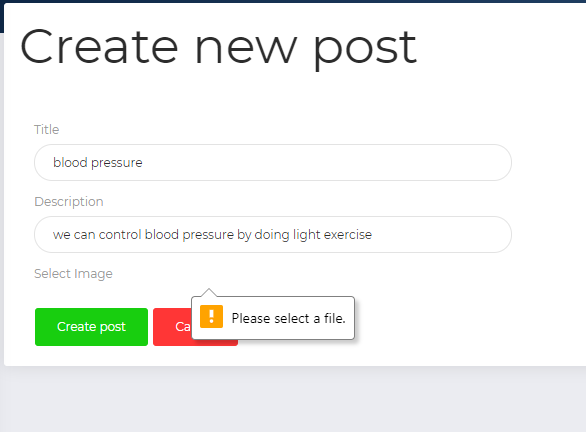 Create new post
Title
blood pressure
Description
we can control blood pressure by doing light exercise
Select Image
Create post
Please select a file.